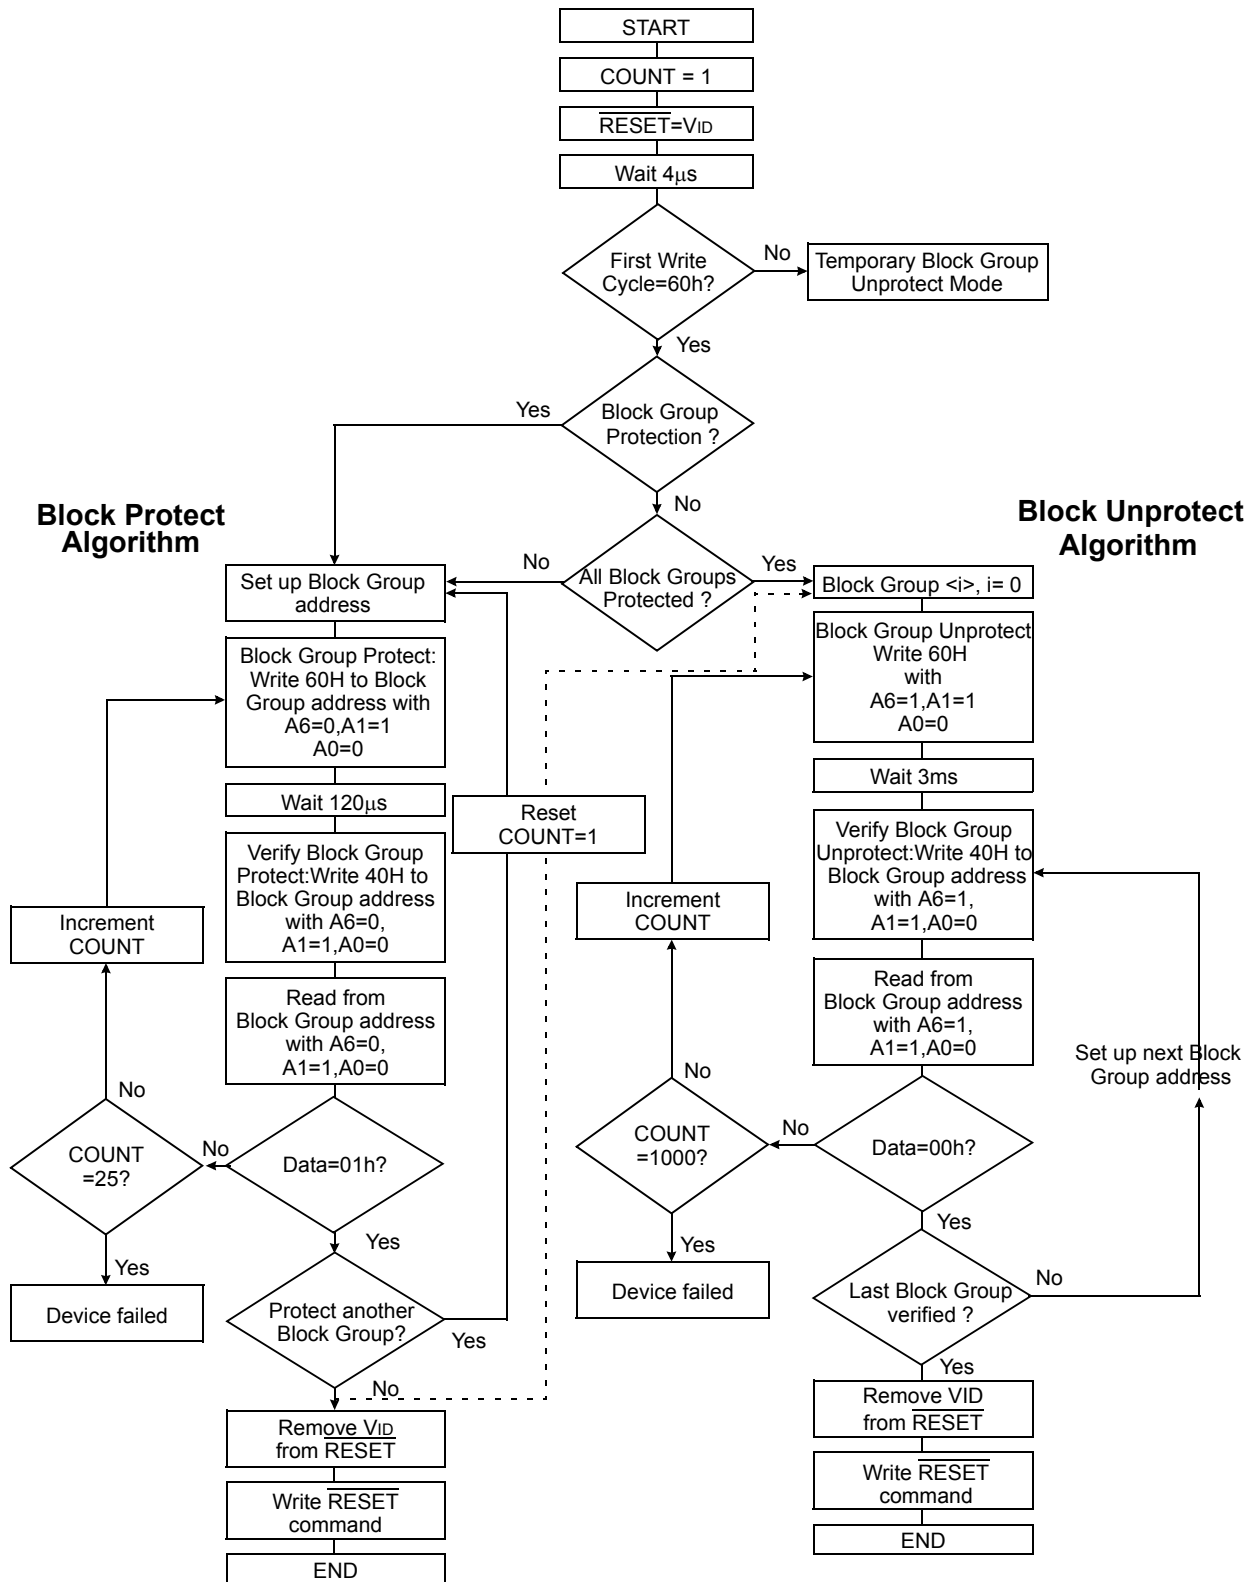 START
COUNT = 1
RESET=VID
Wait 4µs
First Write
Cycle=60h?
No
Temporary Block Group
Unprotect Mode
Yes
Block Group
Protection ?
Yes
No
Block Protect
Algorithm
Block Unprotect
Algorithm
All Block Groups
Protected ?
No
Yes
Set up Block Group
address
Block Group Protect:
Write 60H to Block
Group address with
A6=0,A1=1
A0=0
Wait 120µs
Reset
COUNT=1
Verify Block Group
Protect:Write 40H to
Block Group address
with A6=0,
A1=1,A0=0
Increment
COUNT
Read from
Block Group address
with A6=0,
A1=1,A0=0
No
COUNT
=25?
No
Data=01h?
Yes
Yes
Device failed
Protect another
Block Group?
Yes
No
Remove VID
from RESET
Write RESET
command
END
Block Group <i>, i= 0
Block Group Unprotect
Write 60H
with
A6=1,A1=1
A0=0
Wait 3ms
Verify Block Group
Unprotect:Write 40H to
Block Group address
with A6=1,
A1=1,A0=0
Increment
COUNT
Read from
Block Group address
with A6=1,
A1=1,A0=0
Set up next Block
Group address
No
COUNT
=1000?
No
Data=00h?
Yes
Yes
Device failed
Last Block Group
verified ?
No
Yes
Remove VID
from RESET
Write RESET
command
END